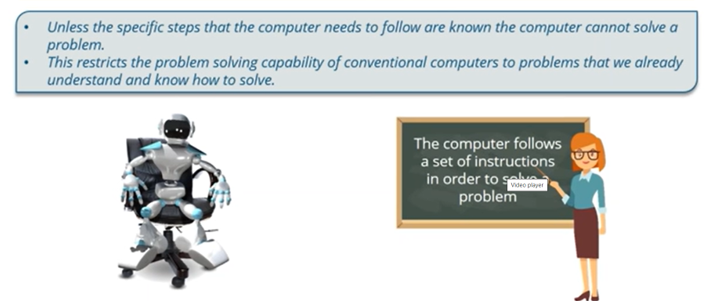 • Unless the specific steps that the computer needs to follow are known the computer cannot solve a
problem.
• This restricts the problem solving capability of conventional computers to problems that we already
understand and know how to solve.
The computer follows
a set of instructions
in order to solve a
Video player
problem